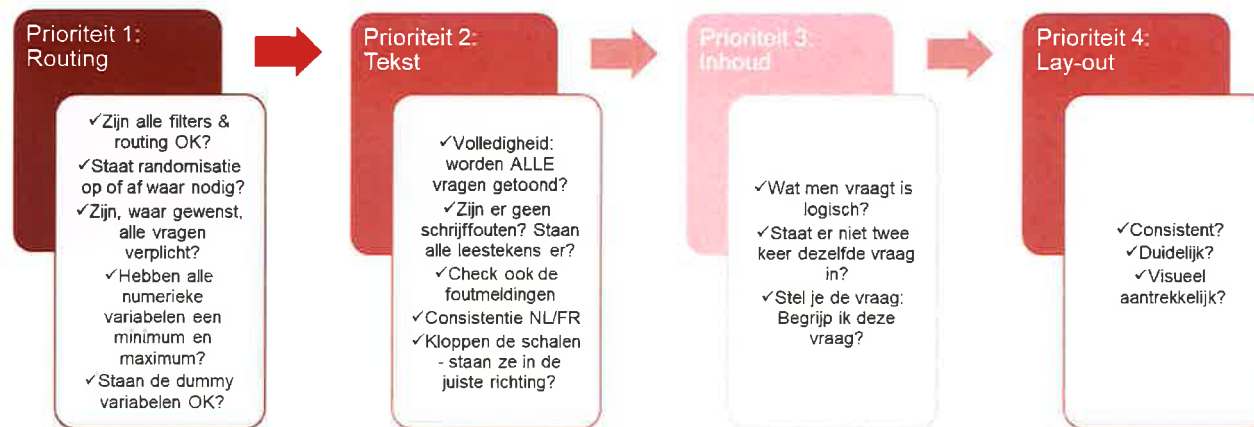 Prioriteit 1:
Routing
✓Zijn alle filters &
routing OK?
✓Staat randomisatie
op of af waar nodig?
✓Zijn, waar gewenst,
alle vragen
verplicht?
✓Hebben alle
numerieke
variabelen een
minimum en
maximum?
✓Staan de dummy
variabelen OK?
Prioriteit 2:
Tekst
✓Volledigheid:
worden ALLE
vragen getoond?
✓Zijn er geen
schrijffouten? Staan
alle leestekens er?
✓Check ook de
foutmeldingen
✓Consistentie NL/FR
✓Kloppen de schalen
- staan ze in de
juiste richting?
Prioriteit 3:
Inhoud
✓Wat men vraagt is
logisch?
✓Staat er niet twee
keer dezelfde vraag
in?
✓Stel je de vraag:
Begrijp ik deze
vraag?
Prioriteit 4:
Lay-out
✓Consistent?
✓Duidelijk?
✓Visueel
aantrekkelijk?